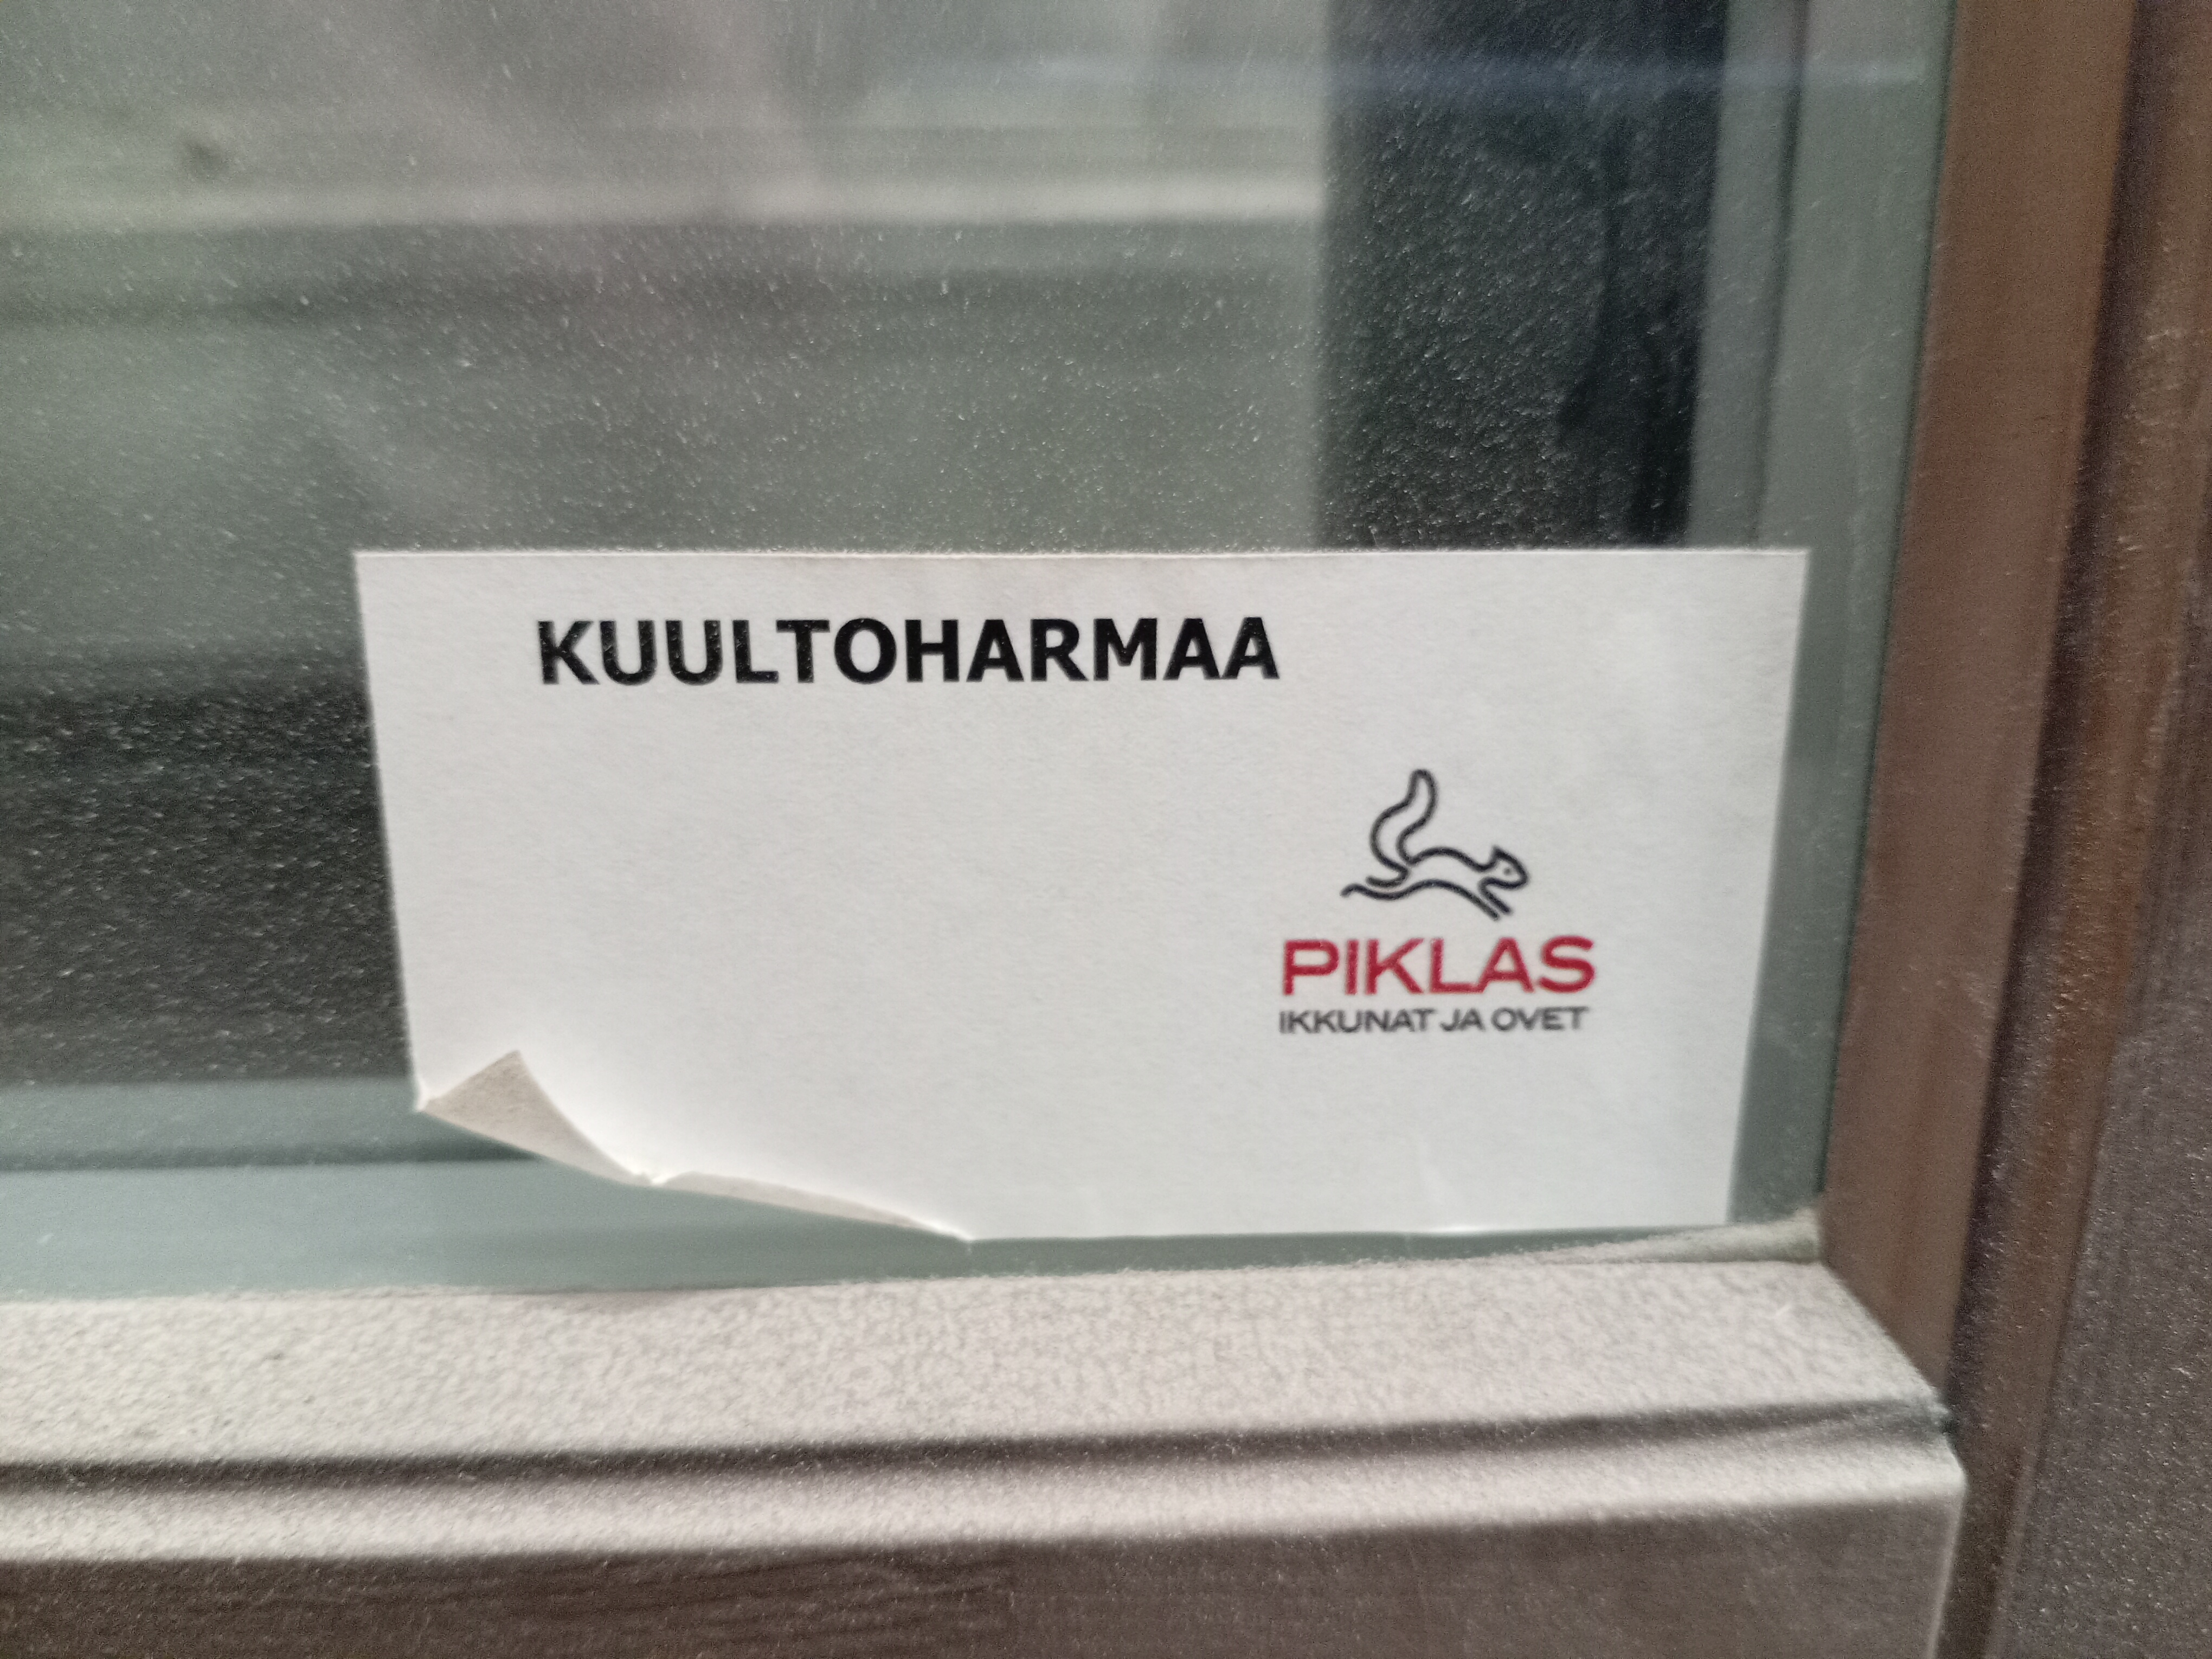 KUULTOHARMAA
PIKLAS
IKKUNAT JA OVET